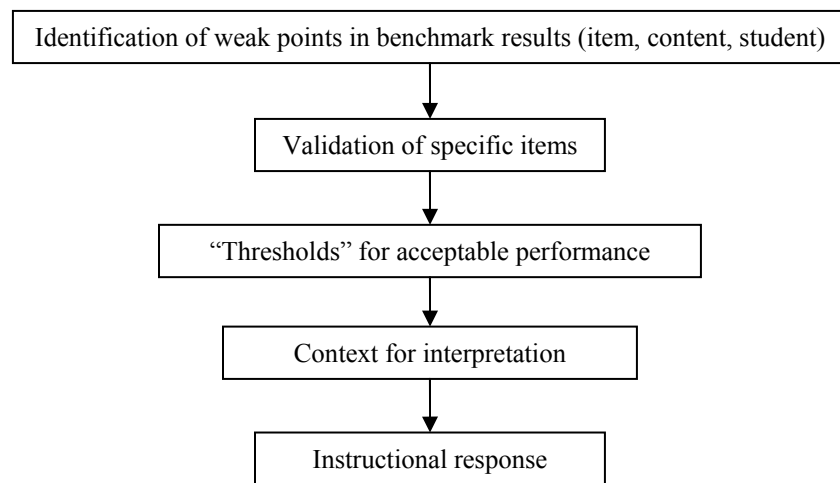 Identification of weak points in benchmark results (item, content, student)
Validation of specific items
“Thresholds” for acceptable performance
Context for interpretation
Instructional response